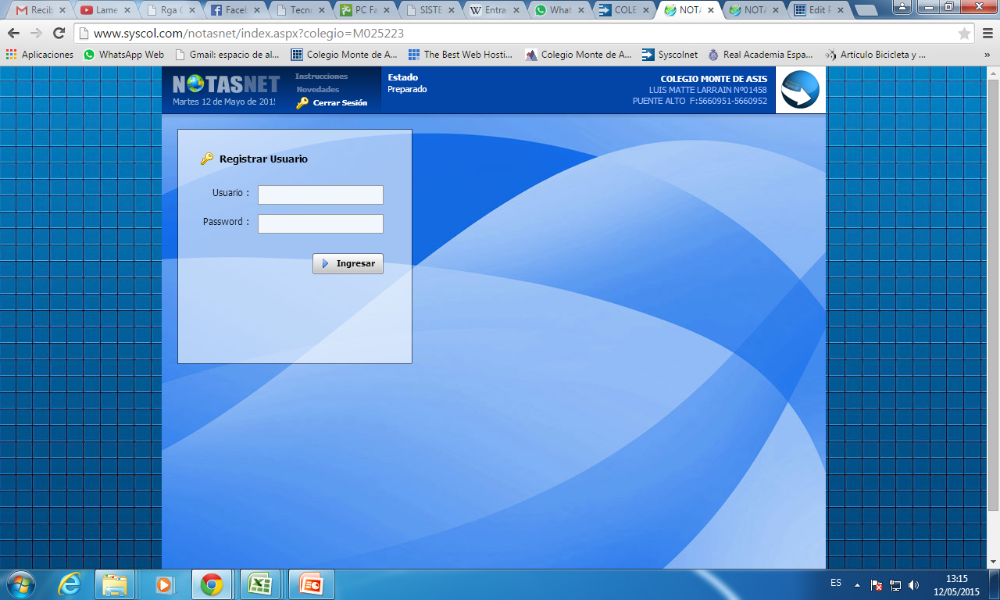 Recib
Lame
Rga
Faceb
Tecno
PC Fa
SISTE
Entra
What
COLE
NOTA
NOTA
Edit
www.syscol.com/notasnet/index.aspx?colegio=M025223
Aplicaciones
WhatsApp Web
Gmail: espacio de al...
Colegio Monte de A...
The Best Web Hosti...
Colegio Monte de A...
Syscolnet
Real Academia Espa...
Articulo Bicicleta y ...
»
NOTASNET
Martes 12 de Mayo de 2015
Instrucciones
Novedades
Cerrar Sesión
Estado
Preparado
COLEGIO MONTE DE ASIS
LUIS MATTE LARRAIN Nº01458
PUENTE ALTO F:5660951-5660952
Registrar Usuario
Usuario :
Password :
Ingresar
ES
13:15
12/05/2015